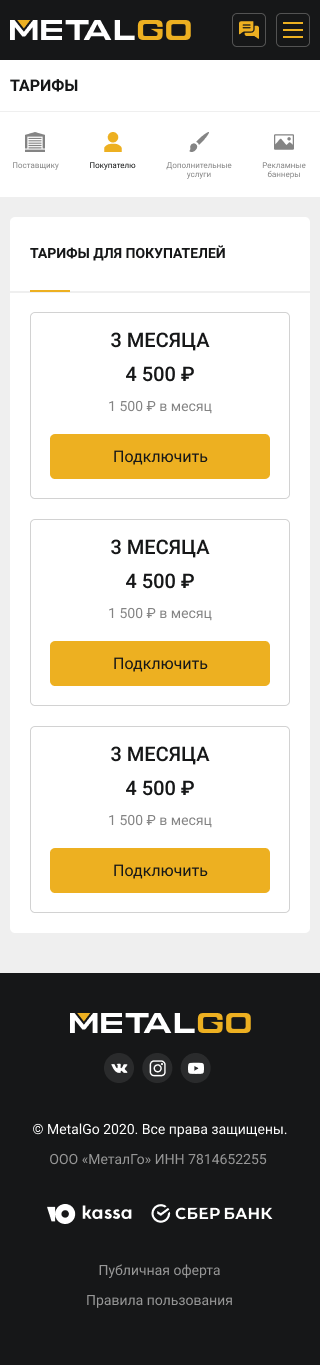 METALGO
ТАРИФЫ
Поставщику
Покупателю
Дополнительные
услуги
Рекламные
баннеры
ТАРИФЫ ДЛЯ ПОКУПАТЕЛЕЙ
3 МЕСЯЦА
4 500 ₽
1 500 ₽ в месяц
Подключить
3 МЕСЯЦА
4 500 ₽
1 500 ₽ в месяц
Подключить
3 МЕСЯЦА
4 500 ₽
1 500 ₽ в месяц
Подключить
METALGO
© MetalGo 2020. Все права защищены.
ООО «МеталГо» ИНН 7814652255
Ю kassa СБЕР БАНК
Публичная оферта
Правила пользования